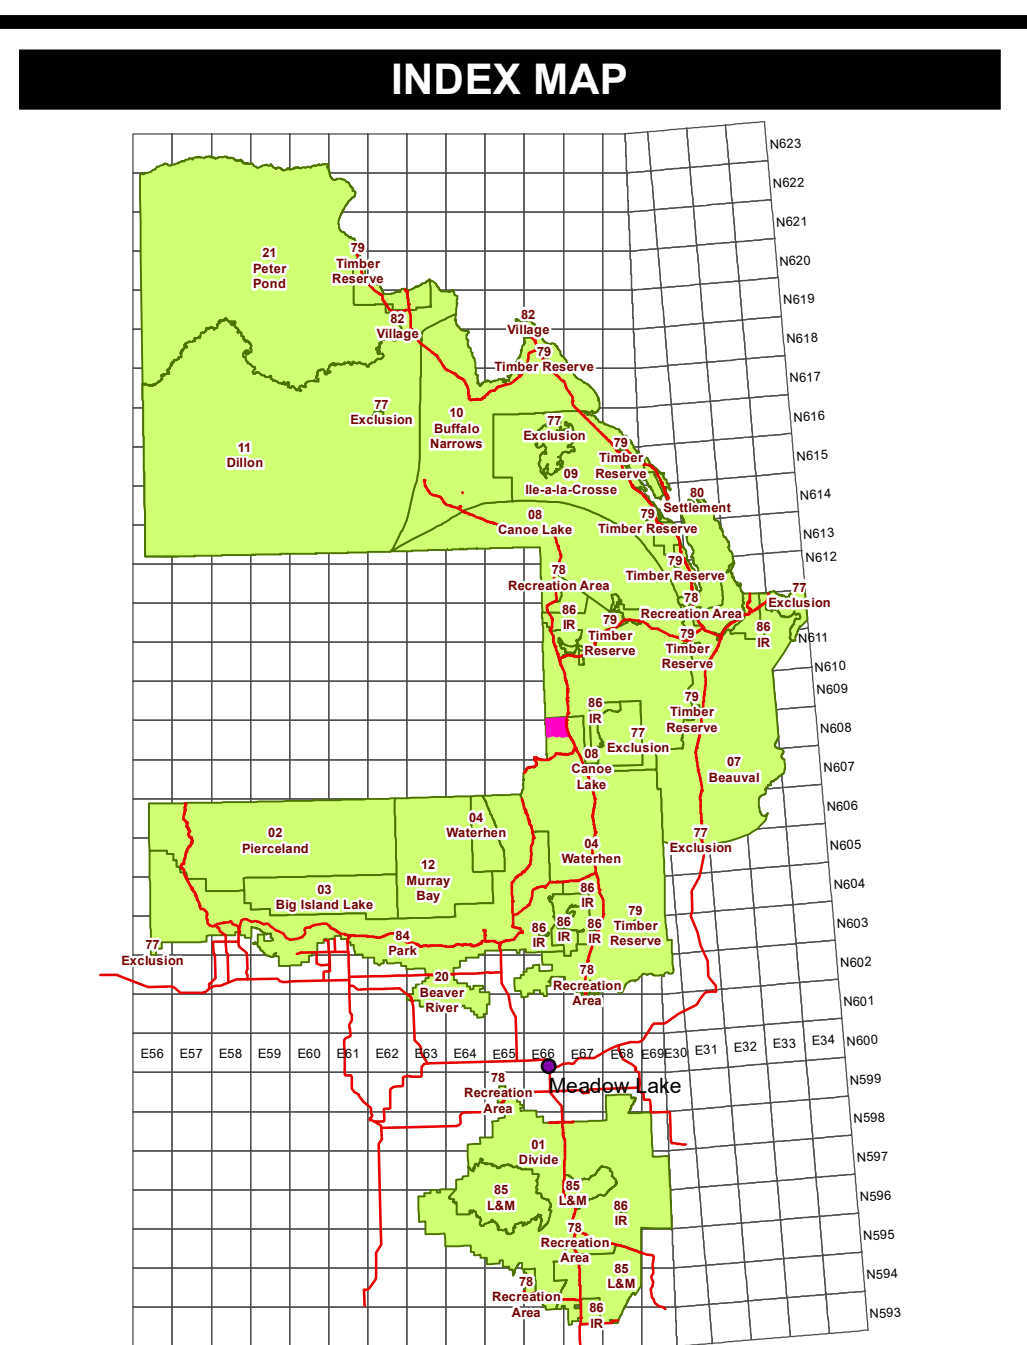 INDEX MAP
N623
N622
N621
N620
N619
N618
N617
N616
N615
N614
N613
N612
N611
N610
N609
N608
N607
N606
N605
N604
N603
N602
N601
N600
N599
N598
N597
N596
N595
N594
N593
21
Peter
Pond
79
Timber
Reserve
82
Village
82
Village
79
Timber Reserve
77
Exclusion
10
Buffalo
Narrows
77
Exclusion
11
Dillon
79
Timber
Reserve
09
Ile-a-la-Crosse
80
Settlement
08
Canoe Lake
79
Timber Reserve
79
Timber Reserve
78
Recreation Area
77
Exclusion
78
Recreation Area
86
IR
79
Timber
Reserve
79
Timber
Reserve
86
IR
86
IR
79
Timber
Reserve
77
Exclusion
08
Canoe
Lake
07
Beauval
02
Pierceland
04
Waterhen
12
Murray
Bay
04
Waterhen
77
Exclusion
03
Big Island Lake
86
IR
86
IR
86
IR
86
IR
79
Timber
Reserve
84
Park
77
Exclusion
20
Beaver
River
78
Recreation
Area
E56
E57
E58
E59
E60
E61
E62
E63
E64
E65
E66
E67
E68
E69
E30
E31
E32
E33
E34
Meadow Lake
78
Recreation
Area
01
Divide
85
L&M
85
L&M
86
IR
78
Recreation
Area
85
L&M
78
Recreation
Area
86
IR